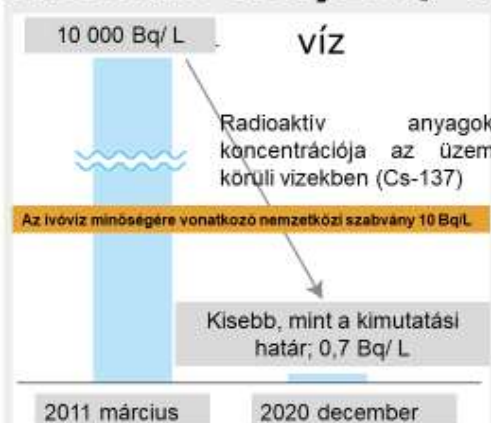 10 000 Bq/ L
víz
Radioaktív anyagok
koncentrációja az üzem
körüli vizekben (Cs-137)
Az ivóvíz minőségére vonatkozó nemzetközi szabvány 10 Bq/L
Kisebb, mint a kimutatási
határ; 0,7 Bq/ L
2011 március
2020 december